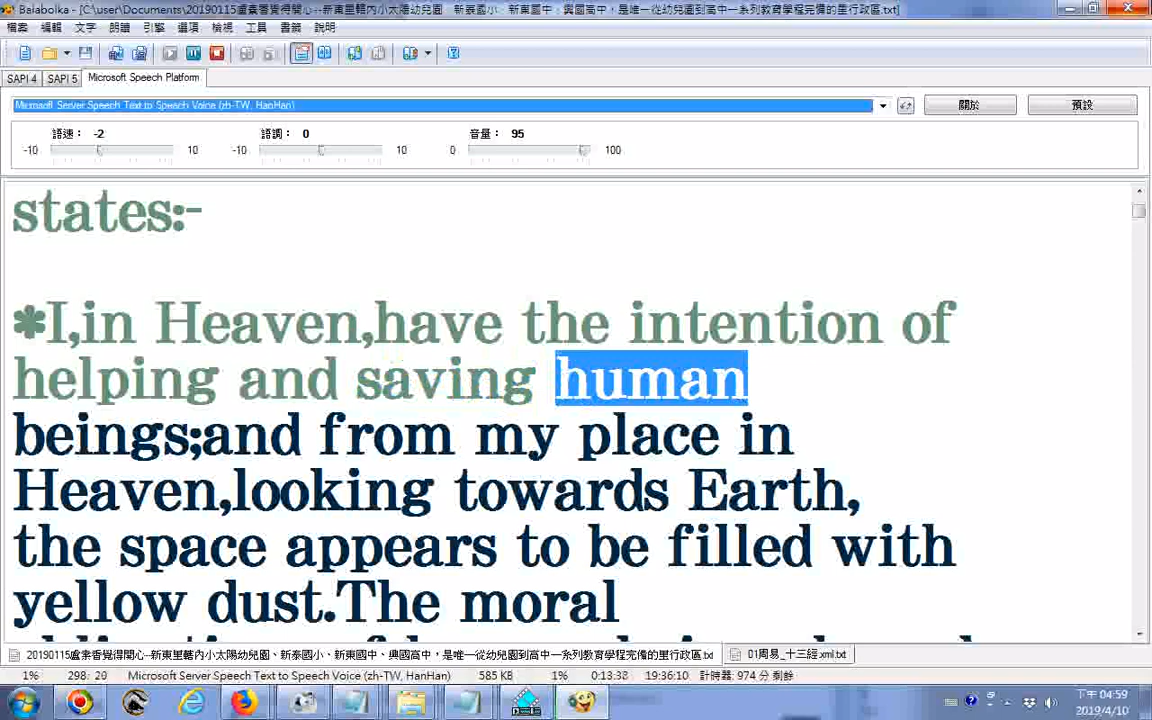 Balabolka - [C:\user\Documents\20190115盧素香覺得開心--新東里轄內小太陽幼兒園、新泰國小、新東國中、興國高中，是唯一從幼兒園到高中一系列教育學程完備的里行政區.txt]
檔案 編輯 文字 朗讀 引擎 選項 檢視 工具 書籤 說明
SAPI 4 SAPI 5 Microsoft Speech Platform
Microsoft Server Speech Text to Speech Voice (zh-TW, HanHan)
關於 預設
語速： -2 語調： 0 音量： 95
-10 10 -10 10 0 100
states:-
*I,in Heaven,have the intention of
helping and saving human
beings;and from my place in
Heaven,looking towards Earth,
the space appears to be filled with
yellow dust.The moral
20190115盧素香覺得開心--新東里轄內小太陽幼兒園、新泰國小、新東國中、興國高中，是唯一從幼兒園到高中一系列教育學程完備的里行政區.txt 01周易_十三經.xml.txt
1% 298: 20 Microsoft Server Speech Text to Speech Voice (zh-TW, HanHan) 585 KB 1% 0:13:38 19:36:10 計時器: 974 分 剩餘
下午 04:59
2019/4/10